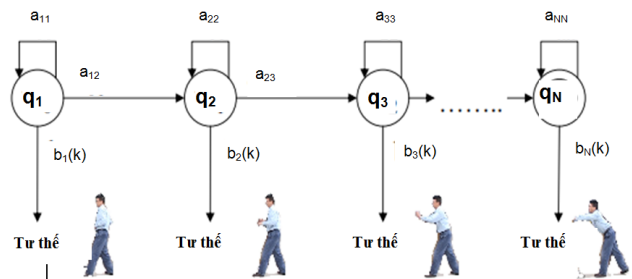 a11 a22 a33 aNN
a12 a23
q1 q2 q3 ........ qN
b1(k) b2(k) b3(k) bN(k)
Tư thế Tư thế Tư thế Tư thế